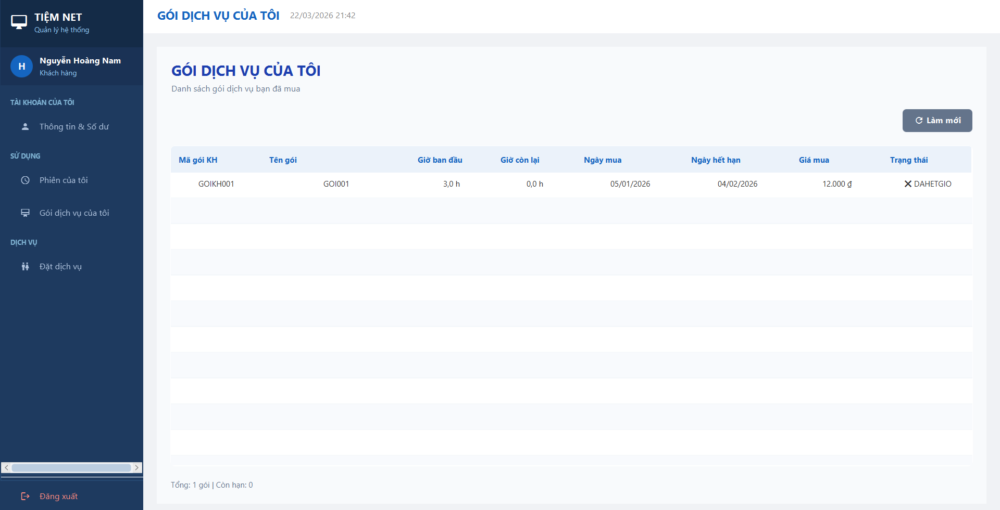 TIỆM NET
Quản lý hệ thống
H
Nguyễn Hoàng Nam
Khách hàng
TÀI KHOẢN CỦA TÔI
Thông tin & Số dư
SỬ DỤNG
Phiên của tôi
Gói dịch vụ của tôi
DỊCH VỤ
Đặt dịch vụ
Đăng xuất
GÓI DỊCH VỤ CỦA TÔI 22/03/2026 21:42
GÓI DỊCH VỤ CỦA TÔI
Danh sách gói dịch vụ bạn đã mua
Làm mới
Mã gói KH Tên gói Giờ ban đầu Giờ còn lại Ngày mua Ngày hết hạn Giá mua Trạng thái
GOIKH001 GOI001 3,0 h 0,0 h 05/01/2026 04/02/2026 12.000 ₫ ✕ DAHETGIO
Tổng: 1 gói | Còn hạn: 0